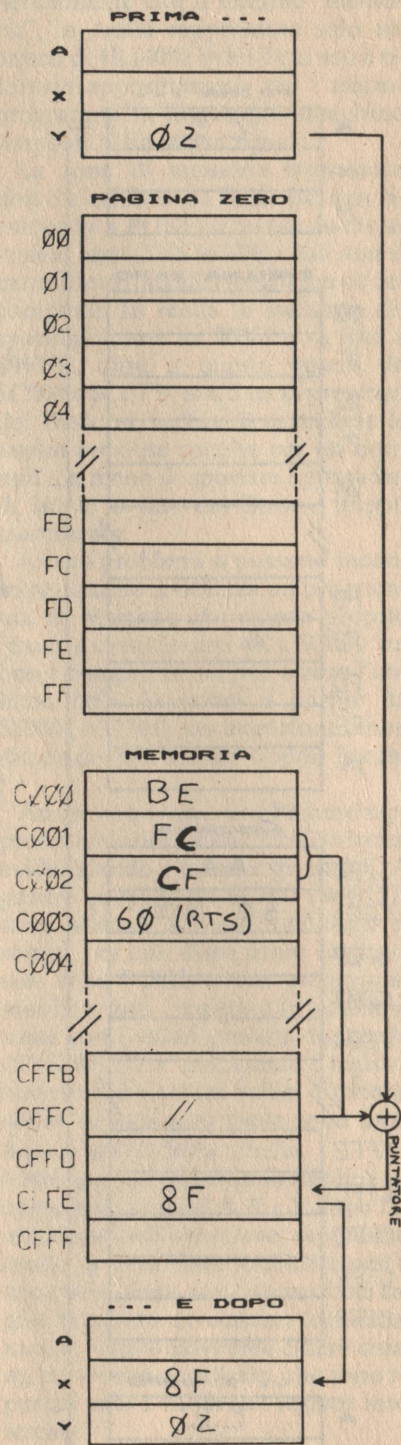 PRIMA ...
A
X
Y Ø2
PAGINA ZERO
ØØ
Ø1
Ø2
Ø3
Ø4
FB
FC
FD
FE
FF
MEMORIA
CØØØ BE
CØØ1 FC
CØØ2 CF
CØØ3 6Ø (RTS)
CØØ4
CFFB
CFFC //
+
CFFD
PUNTATORE
CFFE 8F
CFFF
... E DOPO
A
X 8F
Y Ø2